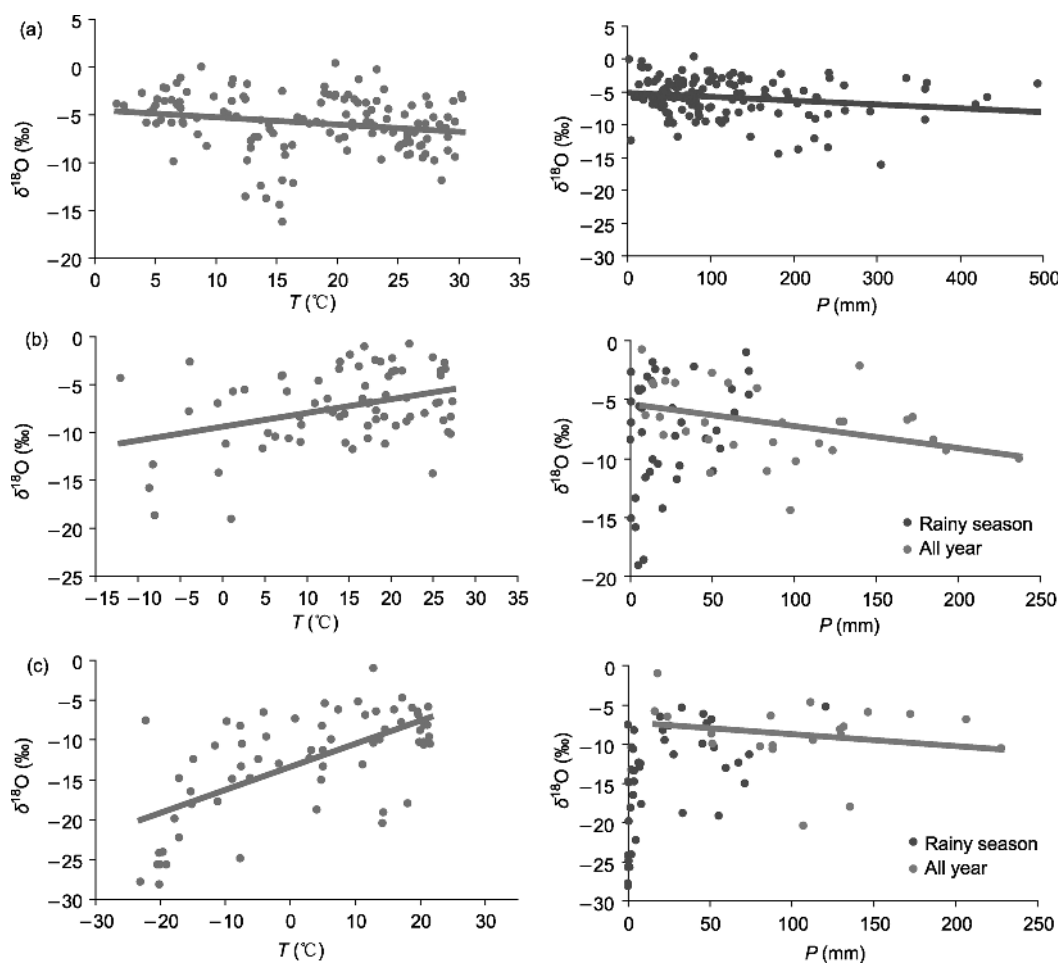 (a)
5
0
−5
−10
−15
−20
δ18O (‰)
0 5 10 15 20 25 30 35
T (℃)
5
0
−5
−10
−15
−20
−25
−30
δ18O (‰)
0 100 200 300 400 500
P (mm)
(b)
0
−5
−10
−15
−20
−25
δ18O (‰)
−15 −10 −5 0 5 10 15 20 25 30 35
T (℃)
0
−5
−10
−15
−20
δ18O (‰)
0 50 100 150 200 250
P (mm)
Rainy season
All year
(c)
0
−5
−10
−15
−20
−25
−30
δ18O (‰)
−30 −20 −10 0 10 20 30
T (℃)
0
−5
−10
−15
−20
−25
−30
δ18O (‰)
0 50 100 150 200 250
P (mm)
Rainy season
All year